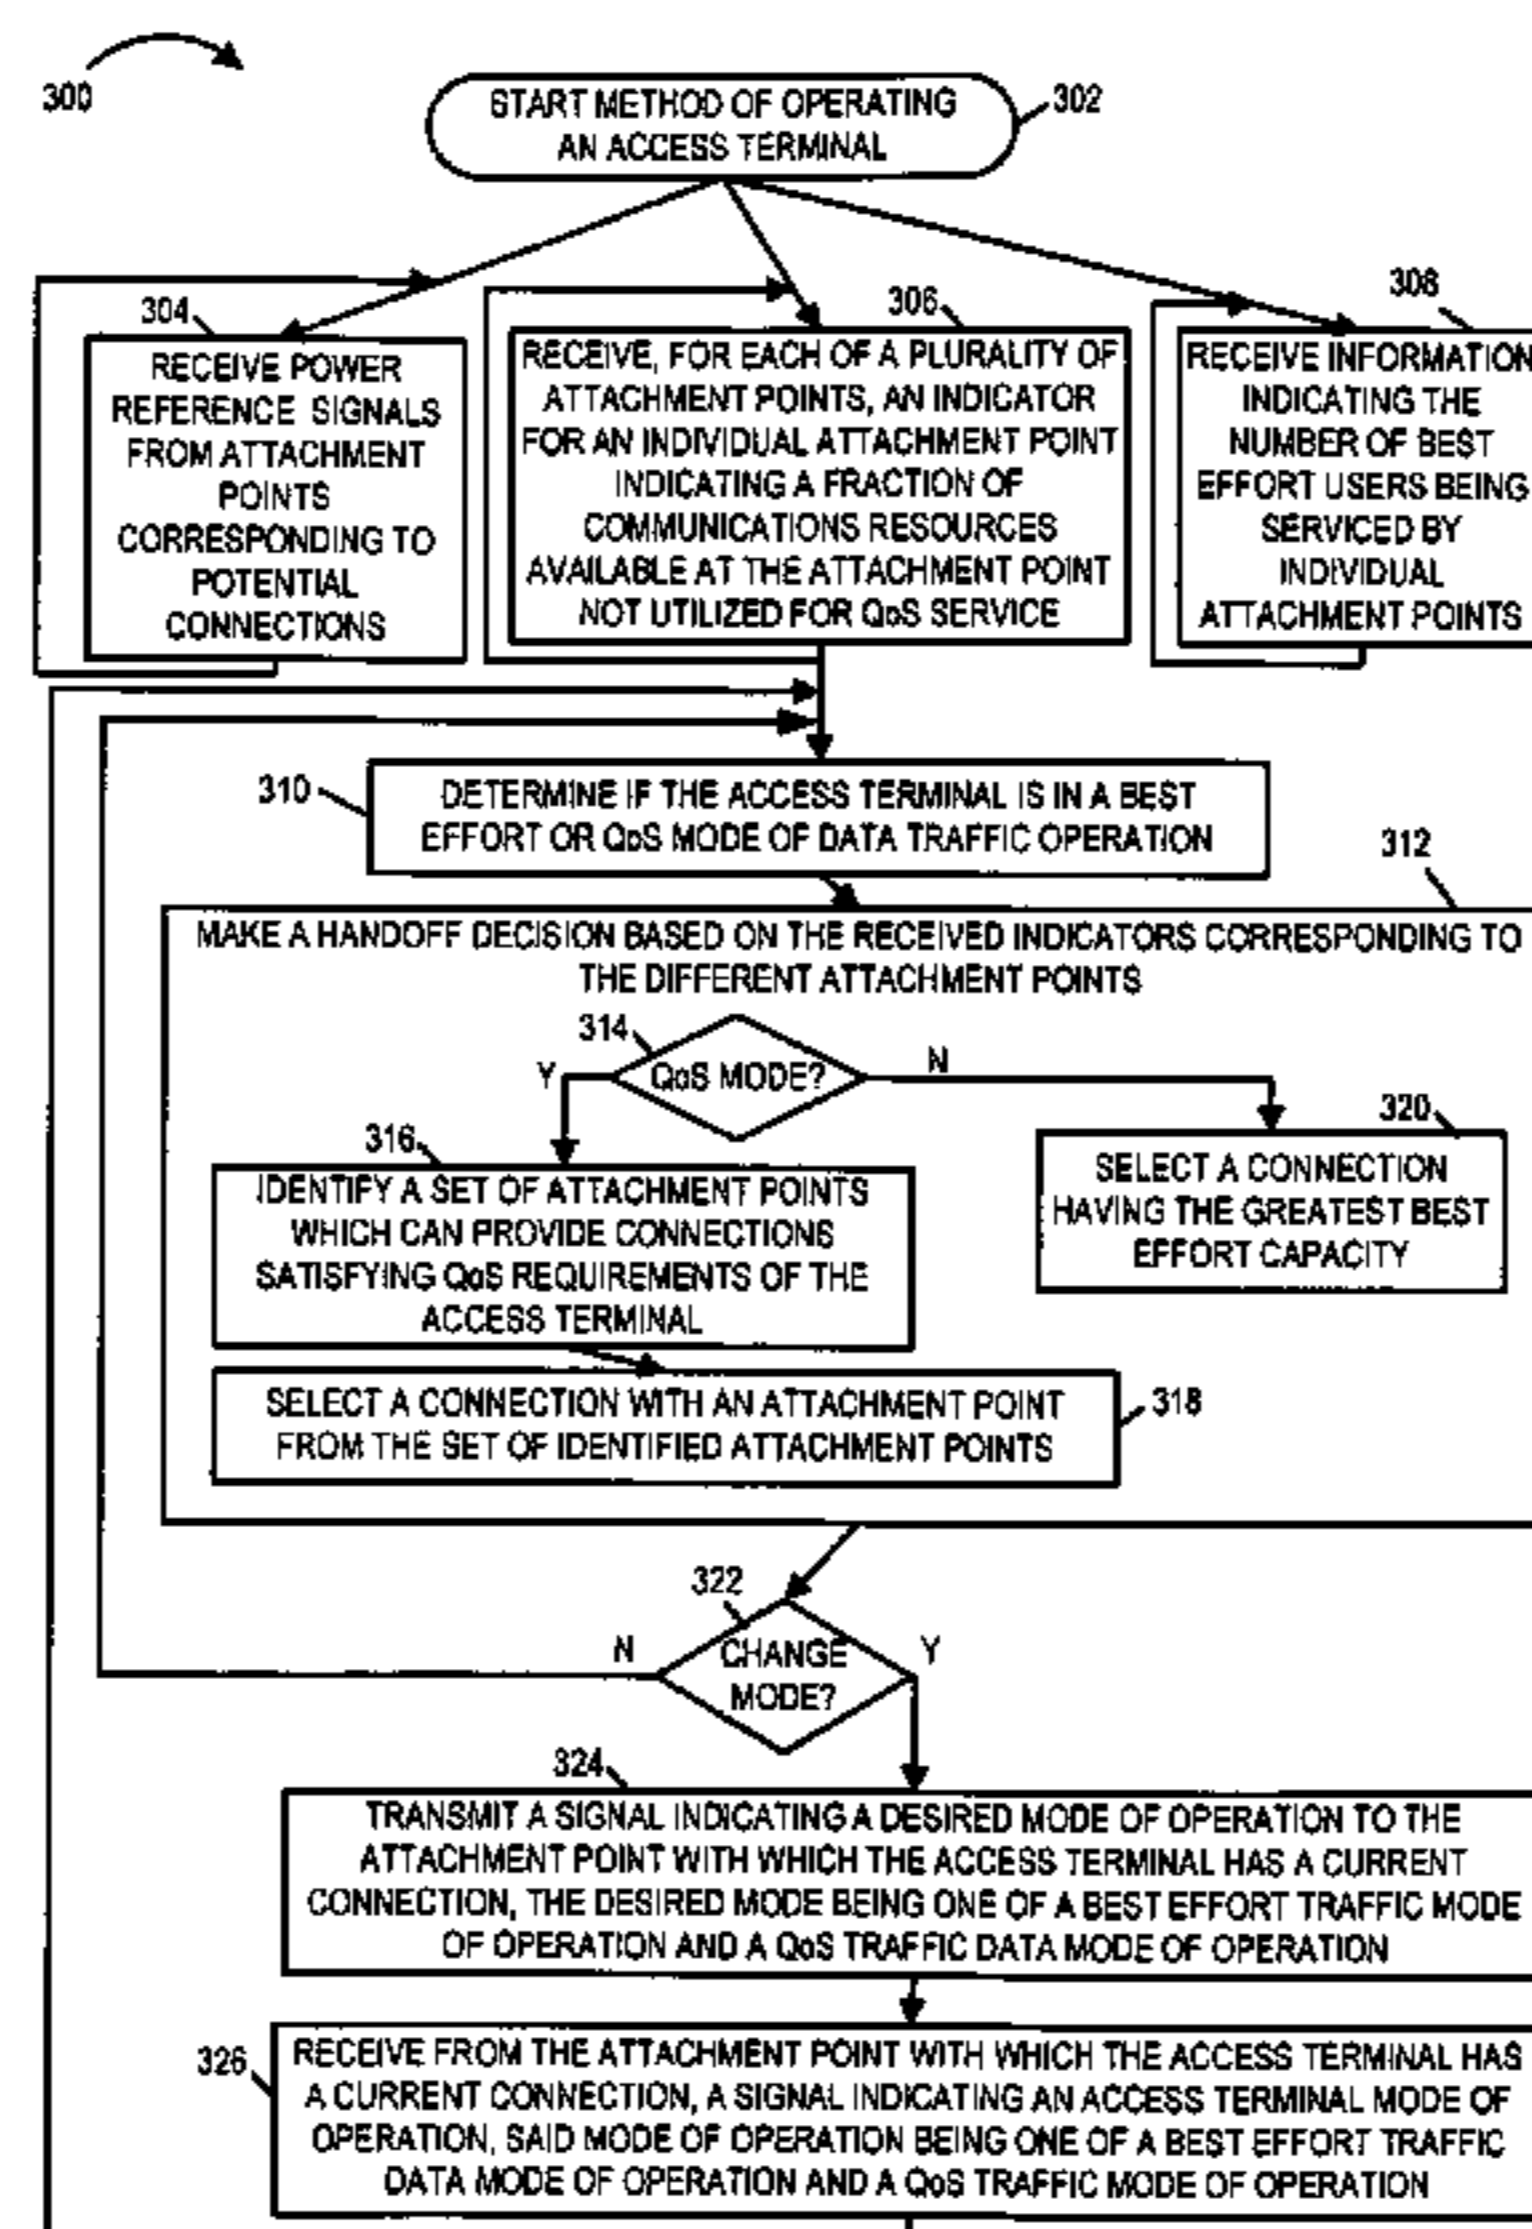 300
START METHOD OF OPERATING
AN ACCESS TERMINAL
302
304
RECEIVE POWER
REFERENCE SIGNALS
FROM ATTACHMENT
POINTS
CORRESPONDING TO
POTENTIAL
CONNECTIONS
306
RECEIVE, FOR EACH OF A PLURALITY OF
ATTACHMENT POINTS, AN INDICATOR
FOR AN INDIVIDUAL ATTACHMENT POINT
INDICATING A FRACTION OF
COMMUNICATIONS RESOURCES
AVAILABLE AT THE ATTACHMENT POINT
NOT UTILIZED FOR QoS SERVICE
308
RECEIVE INFORMATION
INDICATING THE
NUMBER OF BEST
EFFORT USERS BEING
SERVICED BY
INDIVIDUAL
ATTACHMENT POINTS
310
DETERMINE IF THE ACCESS TERMINAL IS IN A BEST
EFFORT OR QoS MODE OF DATA TRAFFIC OPERATION
312
MAKE A HANDOFF DECISION BASED ON THE RECEIVED INDICATORS CORRESPONDING TO
THE DIFFERENT ATTACHMENT POINTS
314
QoS MODE?
Y
N
316
IDENTIFY A SET OF ATTACHMENT POINTS
WHICH CAN PROVIDE CONNECTIONS
SATISFYING QoS REQUIREMENTS OF THE
ACCESS TERMINAL
320
SELECT A CONNECTION
HAVING THE GREATEST BEST
EFFORT CAPACITY
SELECT A CONNECTION WITH AN ATTACHMENT POINT
FROM THE SET OF IDENTIFIED ATTACHMENT POINTS
318
322
CHANGE
MODE?
N
Y
324
TRANSMIT A SIGNAL INDICATING A DESIRED MODE OF OPERATION TO THE
ATTACHMENT POINT WITH WHICH THE ACCESS TERMINAL HAS A CURRENT
CONNECTION, THE DESIRED MODE BEING ONE OF A BEST EFFORT TRAFFIC MODE
OF OPERATION AND A QoS TRAFFIC DATA MODE OF OPERATION
326
RECEIVE FROM THE ATTACHMENT POINT WITH WHICH THE ACCESS TERMINAL HAS
A CURRENT CONNECTION, A SIGNAL INDICATING AN ACCESS TERMINAL MODE OF
OPERATION, SAID MODE OF OPERATION BEING ONE OF A BEST EFFORT TRAFFIC
DATA MODE OF OPERATION AND A QoS TRAFFIC MODE OF OPERATION